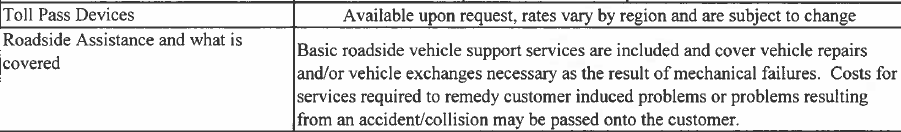 Toll Pass Devices
Available upon request, rates vary by region and are subject to change
Roadside Assistance and what is
covered
Basic roadside vehicle support services are included and cover vehicle repairs
and/or vehicle exchanges necessary as the result of mechanical failures.  Costs for
services required to remedy customer induced problems or problems resulting
from an accident/collision may be passed onto the customer.